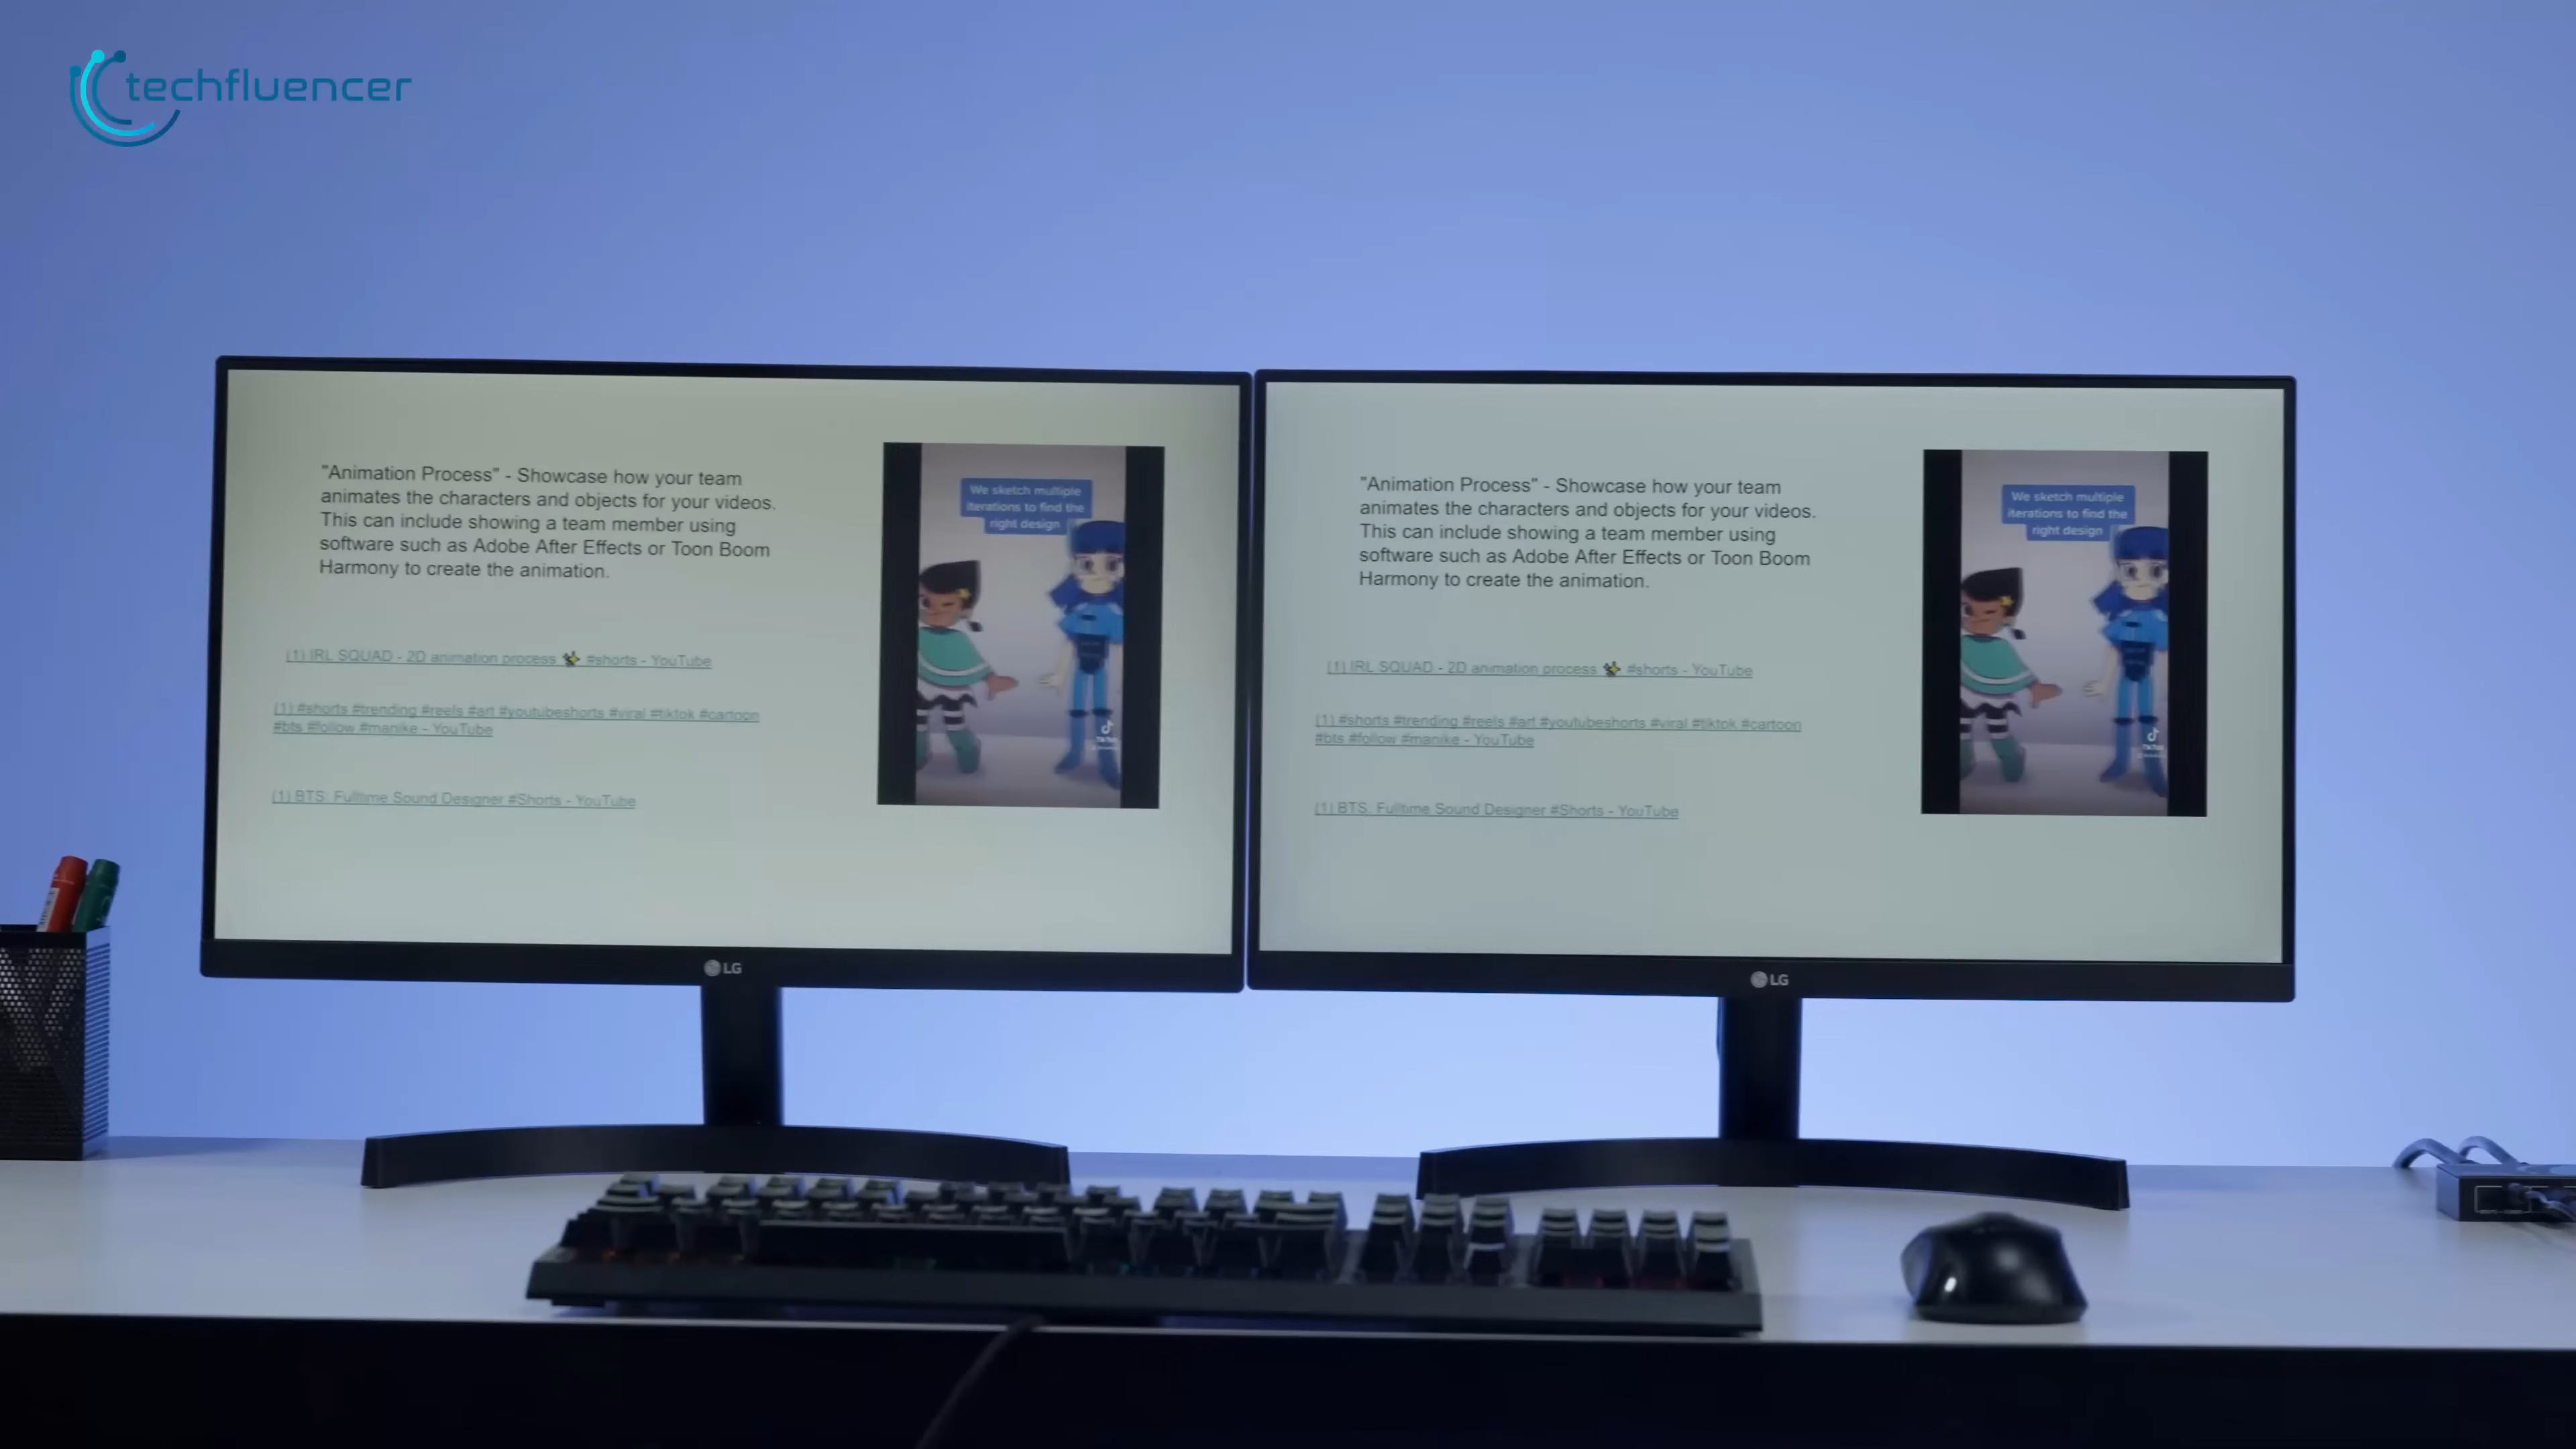 techfluencer
"Animation Process" - Showcase how your team
animates the characters and objects for your videos.
This can include showing a team member using
software such as Adobe After Effects or Toon Boom
Harmony to create the animation.
(1) IRL SQUAD - 2D animation process ✨ #shorts - YouTube
(1) #shorts #trending #reels #art #youtubeshorts #viral #tiktok #cartoon
#bts #follow #manike - YouTube
(1) BTS: Fulltime Sound Designer #Shorts - YouTube
We sketch multiple
iterations to find the
right design
TikTok
LG
"Animation Process" - Showcase how your team
animates the characters and objects for your videos.
This can include showing a team member using
software such as Adobe After Effects or Toon Boom
Harmony to create the animation.
(1) IRL SQUAD - 2D animation process ✨ #shorts - YouTube
(1) #shorts #trending #reels #art #youtubeshorts #viral #tiktok #cartoon
#bts #follow #manike - YouTube
(1) BTS: Fulltime Sound Designer #Shorts - YouTube
We sketch multiple
iterations to find the
right design
TikTok
LG